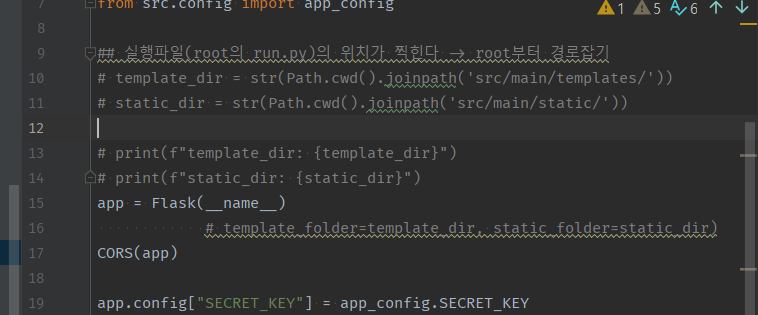 7 from src.config import app_config
1 5 6
8
9 ## 실행파일(root의 run.py)의 위치가 찍힌다 -> root부터 경로잡기
10 # template_dir = str(Path.cwd().joinpath('src/main/templates/'))
11 # static_dir = str(Path.cwd().joinpath('src/main/static/'))
12
13 # print(f"template_dir: {template_dir}")
14 # print(f"static_dir: {static_dir}")
15 app = Flask(__name__)
16 # template_folder=template_dir, static_folder=static_dir)
17 CORS(app)
18
19 app.config["SECRET_KEY"] = app_config.SECRET_KEY